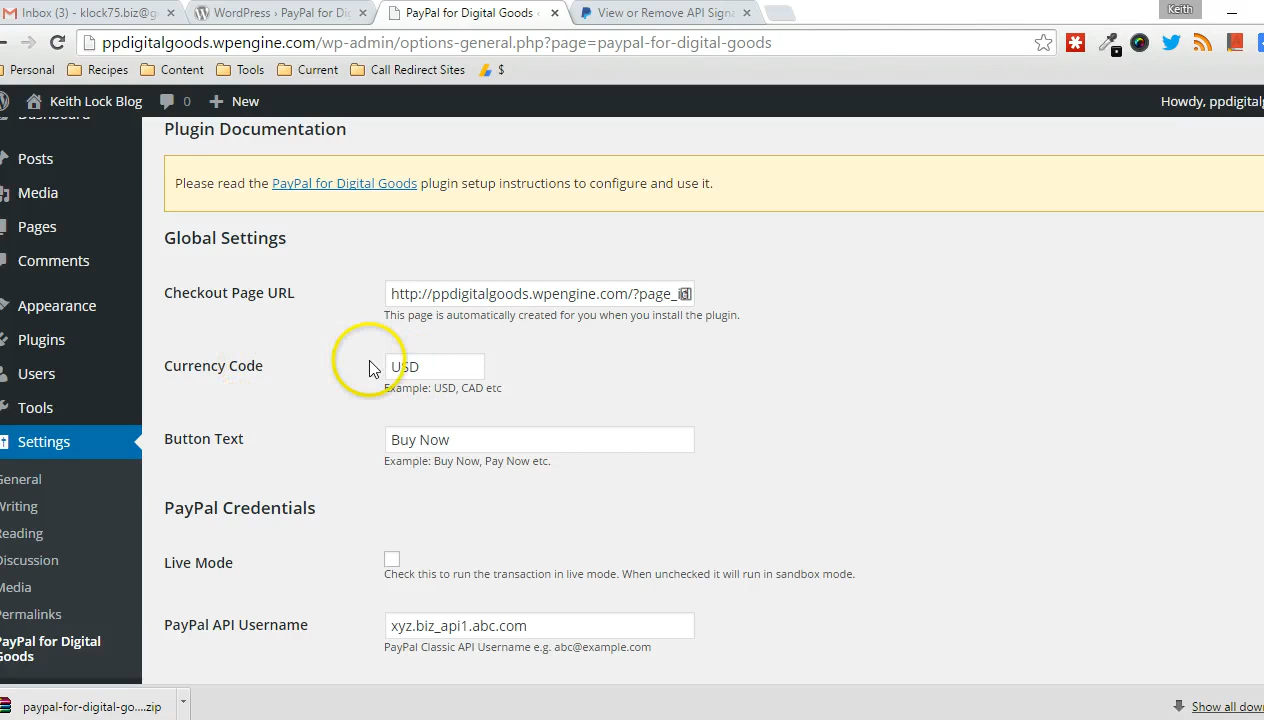 Inbox (3) - klock75.biz@g
WordPress › PayPal for Di
PayPal for Digital Goods
View or Remove API Signa
Keith
ppdigitalgoods.wpengine.com/wp-admin/options-general.php?page=paypal-for-digital-goods
Personal Recipes Content Tools Current Call Redirect Sites $
Keith Lock Blog 0 New Howdy, ppdigital
Dashboard
Posts
Media
Pages
Comments
Appearance
Plugins
Users
Tools
Settings
General
Writing
Reading
Discussion
Media
Permalinks
PayPal for Digital
Goods
Plugin Documentation
Please read the PayPal for Digital Goods plugin setup instructions to configure and use it.
Global Settings
Checkout Page URL http://ppdigitalgoods.wpengine.com/?page_id
This page is automatically created for you when you install the plugin.
Currency Code USD
Example: USD, CAD etc
Button Text Buy Now
Example: Buy Now, Pay Now etc.
PayPal Credentials
Live Mode
Check this to run the transaction in live mode. When unchecked it will run in sandbox mode.
PayPal API Username xyz.biz_api1.abc.com
PayPal Classic API Username e.g. abc@example.com
paypal-for-digital-go....zip
Show all dow